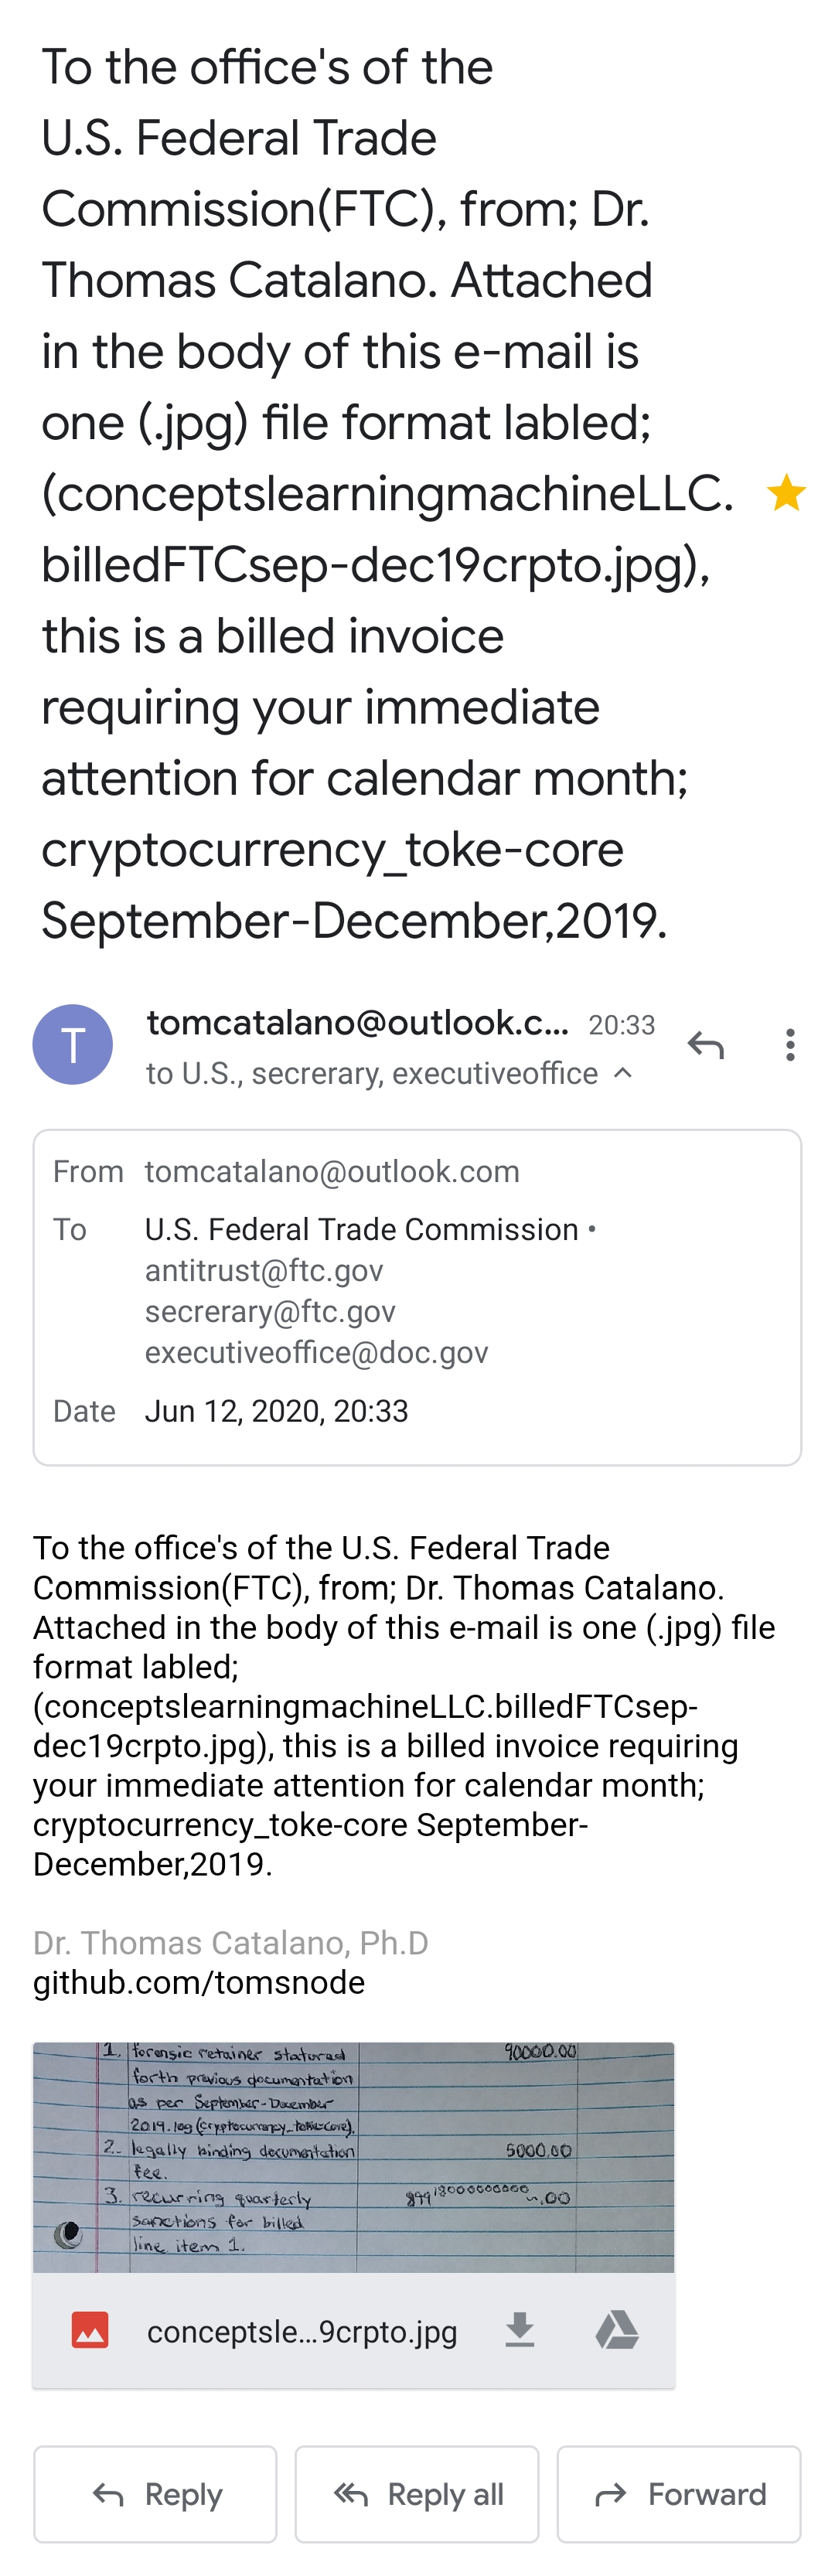 To the office's of the
U.S. Federal Trade
Commission(FTC), from; Dr.
Thomas Catalano. Attached
in the body of this e-mail is
one (.jpg) file format labled;
(conceptslearningmachineLLC.
billedFTCsep-dec19crpto.jpg),
this is a billed invoice
requiring your immediate
attention for calendar month;
cryptocurrency_toke-core
September-December,2019.
T
tomcatalano@outlook.c... 20:33
to U.S., secrerary, executiveoffice
From tomcatalano@outlook.com
To U.S. Federal Trade Commission •
antitrust@ftc.gov
secrerary@ftc.gov
executiveoffice@doc.gov
Date Jun 12, 2020, 20:33
To the office's of the U.S. Federal Trade
Commission(FTC), from; Dr. Thomas Catalano.
Attached in the body of this e-mail is one (.jpg) file
format labled;
(conceptslearningmachineLLC.billedFTCsep-
dec19crpto.jpg), this is a billed invoice requiring
your immediate attention for calendar month;
cryptocurrency_toke-core September-
December,2019.
Dr. Thomas Catalano, Ph.D
github.com/tomsnode
1. forensic retainer statured 90000.00
forth previous documentation
as per September-December
2019.log (cryptocurrency_toke-core).
2. legally binding documentation 5000.00
fee.
3. recurring quarterly .00
sanctions for billed
line item 1.
conceptsle...9crpto.jpg
Reply
Reply all
Forward